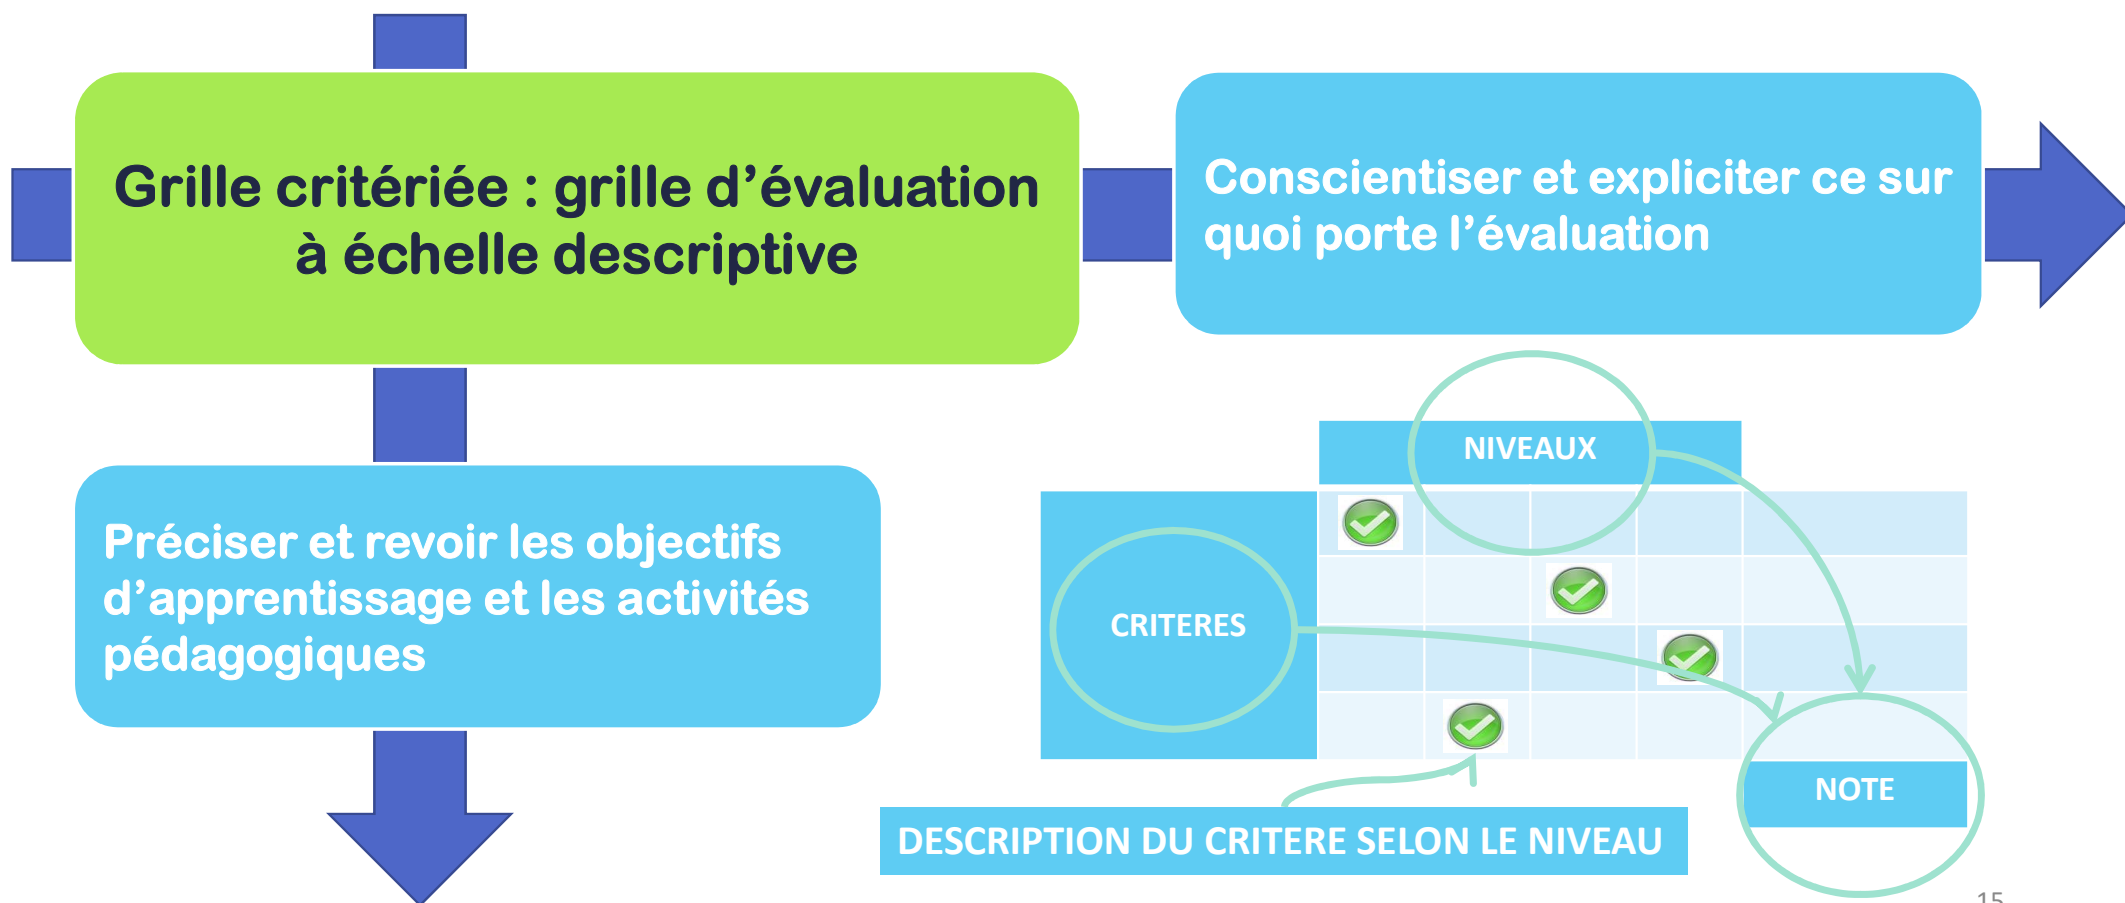 Grille critériée : grille d’évaluation
à échelle descriptive
Conscientiser et expliciter ce sur
quoi porte l’évaluation
Préciser et revoir les objectifs
d’apprentissage et les activités
pédagogiques
NIVEAUX
CRITERES
NOTE
DESCRIPTION DU CRITERE SELON LE NIVEAU
15